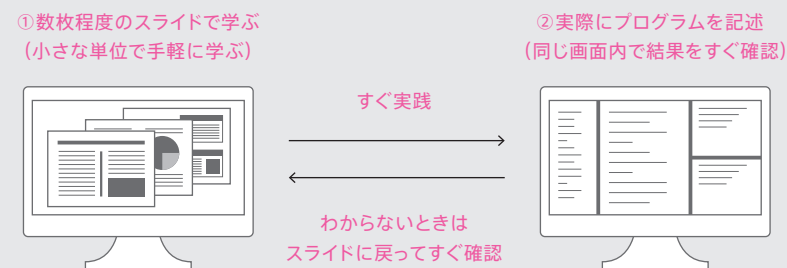 ①数枚程度のスライドで学ぶ
（小さな単位で手軽に学ぶ）
すぐ実践
わからないときは
スライドに戻ってすぐ確認
②実際にプログラムを記述
（同じ画面内で結果をすぐ確認）